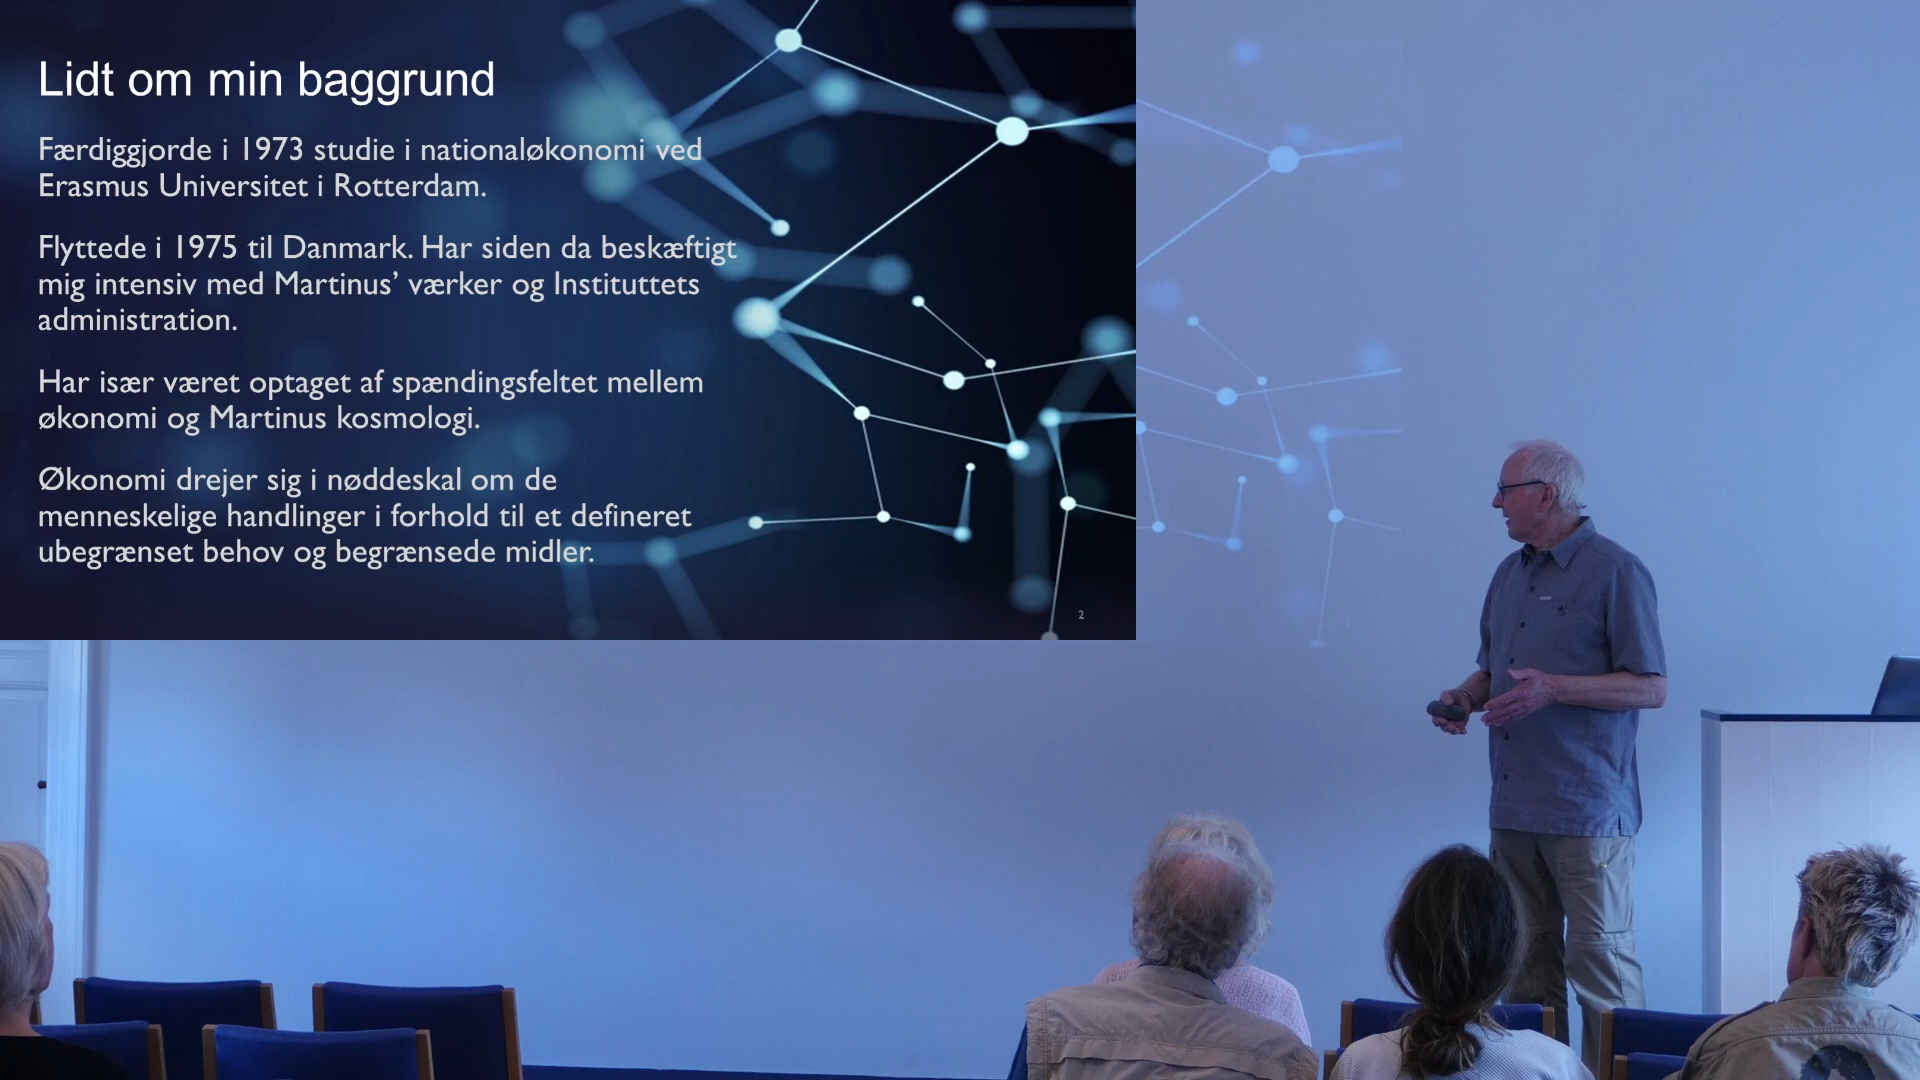 Lidt om min baggrund
Færdiggjorde i 1973 studie i nationaløkonomi ved
Erasmus Universitet i Rotterdam.
Flyttede i 1975 til Danmark. Har siden da beskæftigt
mig intensiv med Martinus’ værker og Instituttets
administration.
Har især været optaget af spændingsfeltet mellem
økonomi og Martinus kosmologi.
Økonomi drejer sig i nøddeskal om de
menneskelige handlinger i forhold til et defineret
ubegrænset behov og begrænsede midler.
2